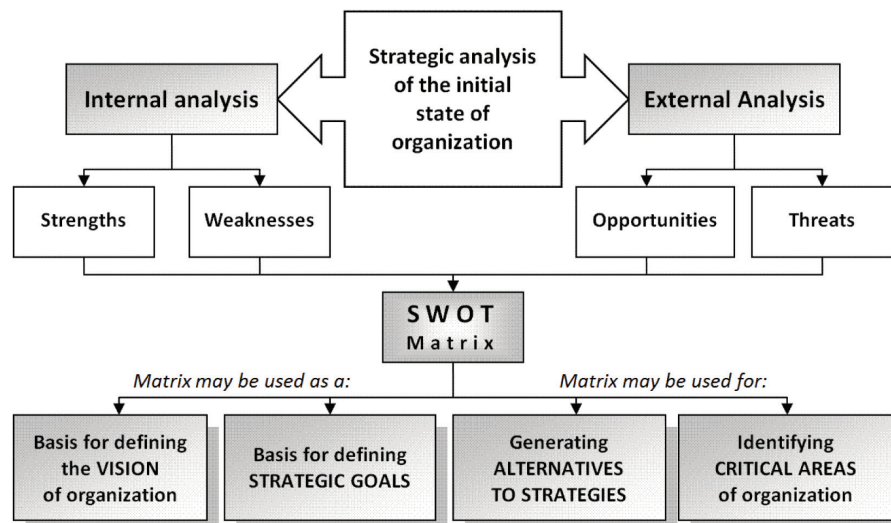 Strategic analysis
of the initial
state of
organization
Internal analysis
External Analysis
Strengths
Weaknesses
Opportunities
Threats
S W O T
M a t r i x
Matrix may be used as a:
Matrix may be used for:
Basis for defining
the VISION
of organization
Basis for defining
STRATEGIC GOALS
Generating
ALTERNATIVES
TO STRATEGIES
Identifying
CRITICAL AREAS
of organization